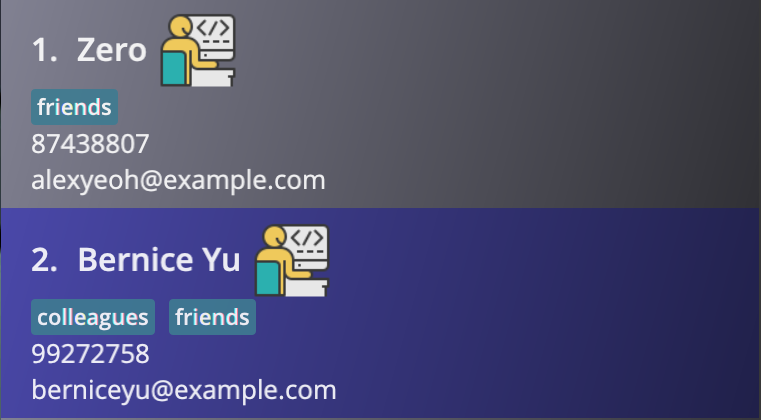 1. Zero </>
friends
87438807
alexyeoh@example.com
2. Bernice Yu </>
colleagues friends
99272758
berniceyu@example.com